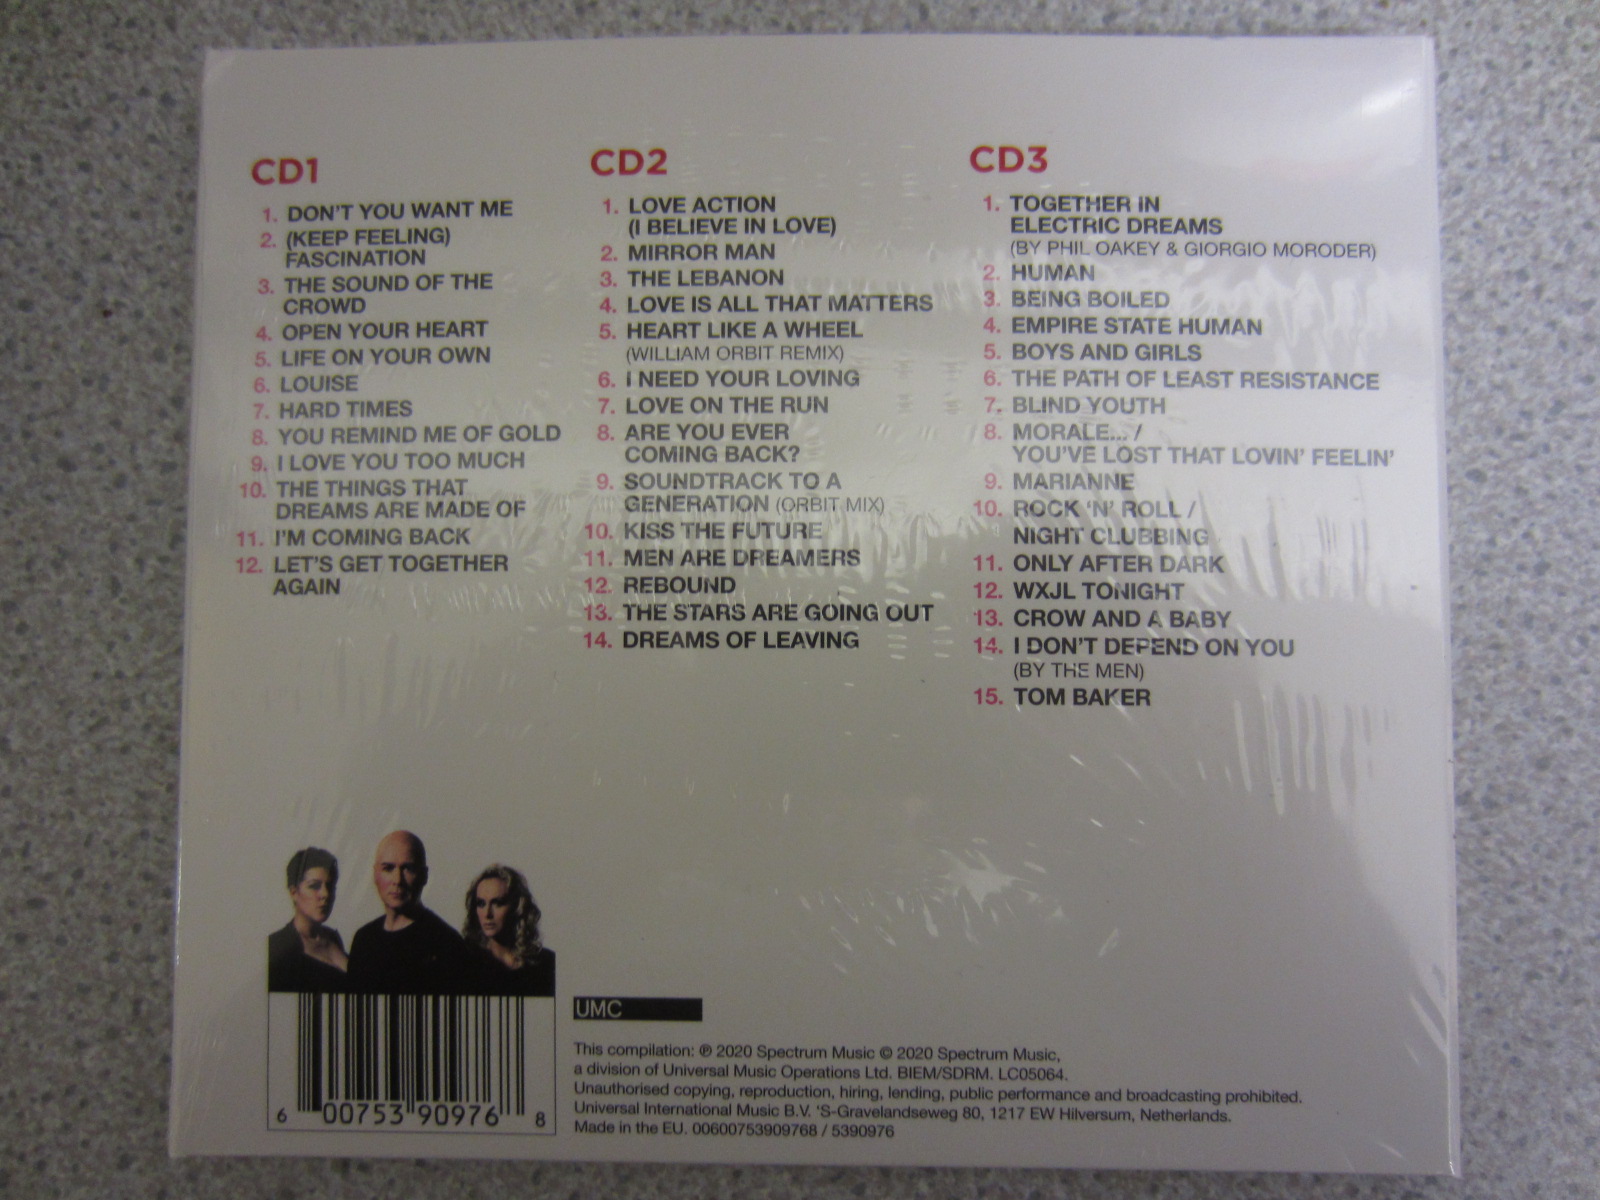 CD1
1. DON'T YOU WANT ME
2. (KEEP FEELING)
FASCINATION
3. THE SOUND OF THE
CROWD
4. OPEN YOUR HEART
5. LIFE ON YOUR OWN
6. LOUISE
7. HARD TIMES
8. YOU REMIND ME OF GOLD
9. I LOVE YOU TOO MUCH
10. THE THINGS THAT
DREAMS ARE MADE OF
11. I'M COMING BACK
12. LET'S GET TOGETHER
AGAIN
CD2
1. LOVE ACTION
(I BELIEVE IN LOVE)
2. MIRROR MAN
3. THE LEBANON
4. LOVE IS ALL THAT MATTERS
5. HEART LIKE A WHEEL
(WILLIAM ORBIT REMIX)
6. I NEED YOUR LOVING
7. LOVE ON THE RUN
8. ARE YOU EVER
COMING BACK?
9. SOUNDTRACK TO A
GENERATION (ORBIT MIX)
10. KISS THE FUTURE
11. MEN ARE DREAMERS
12. REBOUND
13. THE STARS ARE GOING OUT
14. DREAMS OF LEAVING
CD3
1. TOGETHER IN
ELECTRIC DREAMS
(BY PHIL OAKEY & GIORGIO MORODER)
2. HUMAN
3. BEING BOILED
4. EMPIRE STATE HUMAN
5. BOYS AND GIRLS
6. THE PATH OF LEAST RESISTANCE
7. BLIND YOUTH
8. MORALE... /
YOU'VE LOST THAT LOVIN' FEELIN'
9. MARIANNE
10. ROCK 'N' ROLL /
NIGHT CLUBBING
11. ONLY AFTER DARK
12. WXJL TONIGHT
13. CROW AND A BABY
14. I DON'T DEPEND ON YOU
(BY THE MEN)
15. TOM BAKER
6 00753 90976 8
UMC
This compilation: ℗ 2020 Spectrum Music © 2020 Spectrum Music,
a division of Universal Music Operations Ltd. BIEM/SDRM. LC05064.
Unauthorised copying, reproduction, hiring, lending, public performance and broadcasting prohibited.
Universal International Music B.V. 'S-Gravelandseweg 80, 1217 EW Hilversum, Netherlands.
Made in the EU. 00600753909768 / 5390976